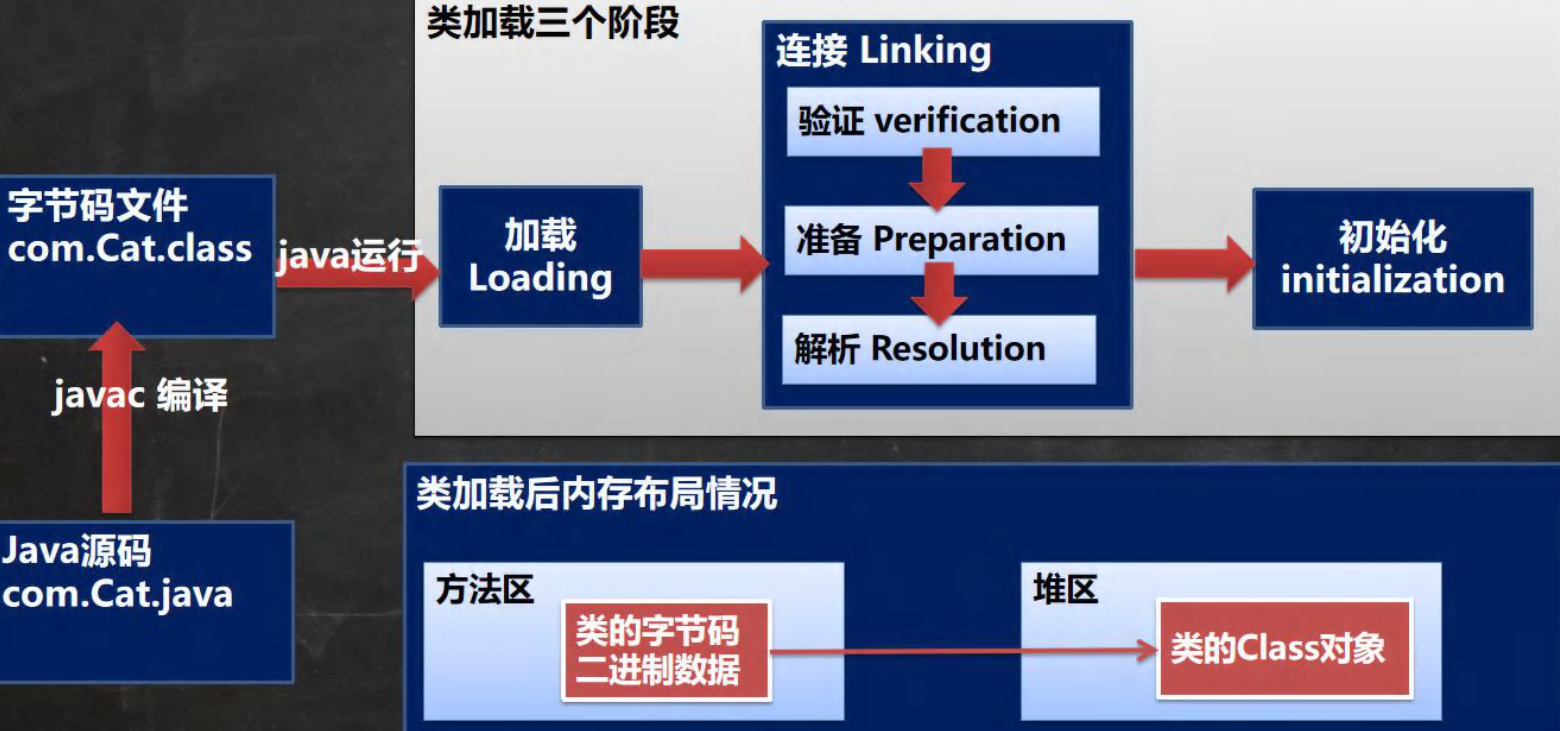 类加载三个阶段
连接 Linking
验证 verification
准备 Preparation
解析 Resolution
加载
Loading
初始化
initialization
字节码文件
com.Cat.class
java运行
javac 编译
Java源码
com.Cat.java
类加载后内存布局情况
方法区
类的字节码
二进制数据
堆区
类的Class对象